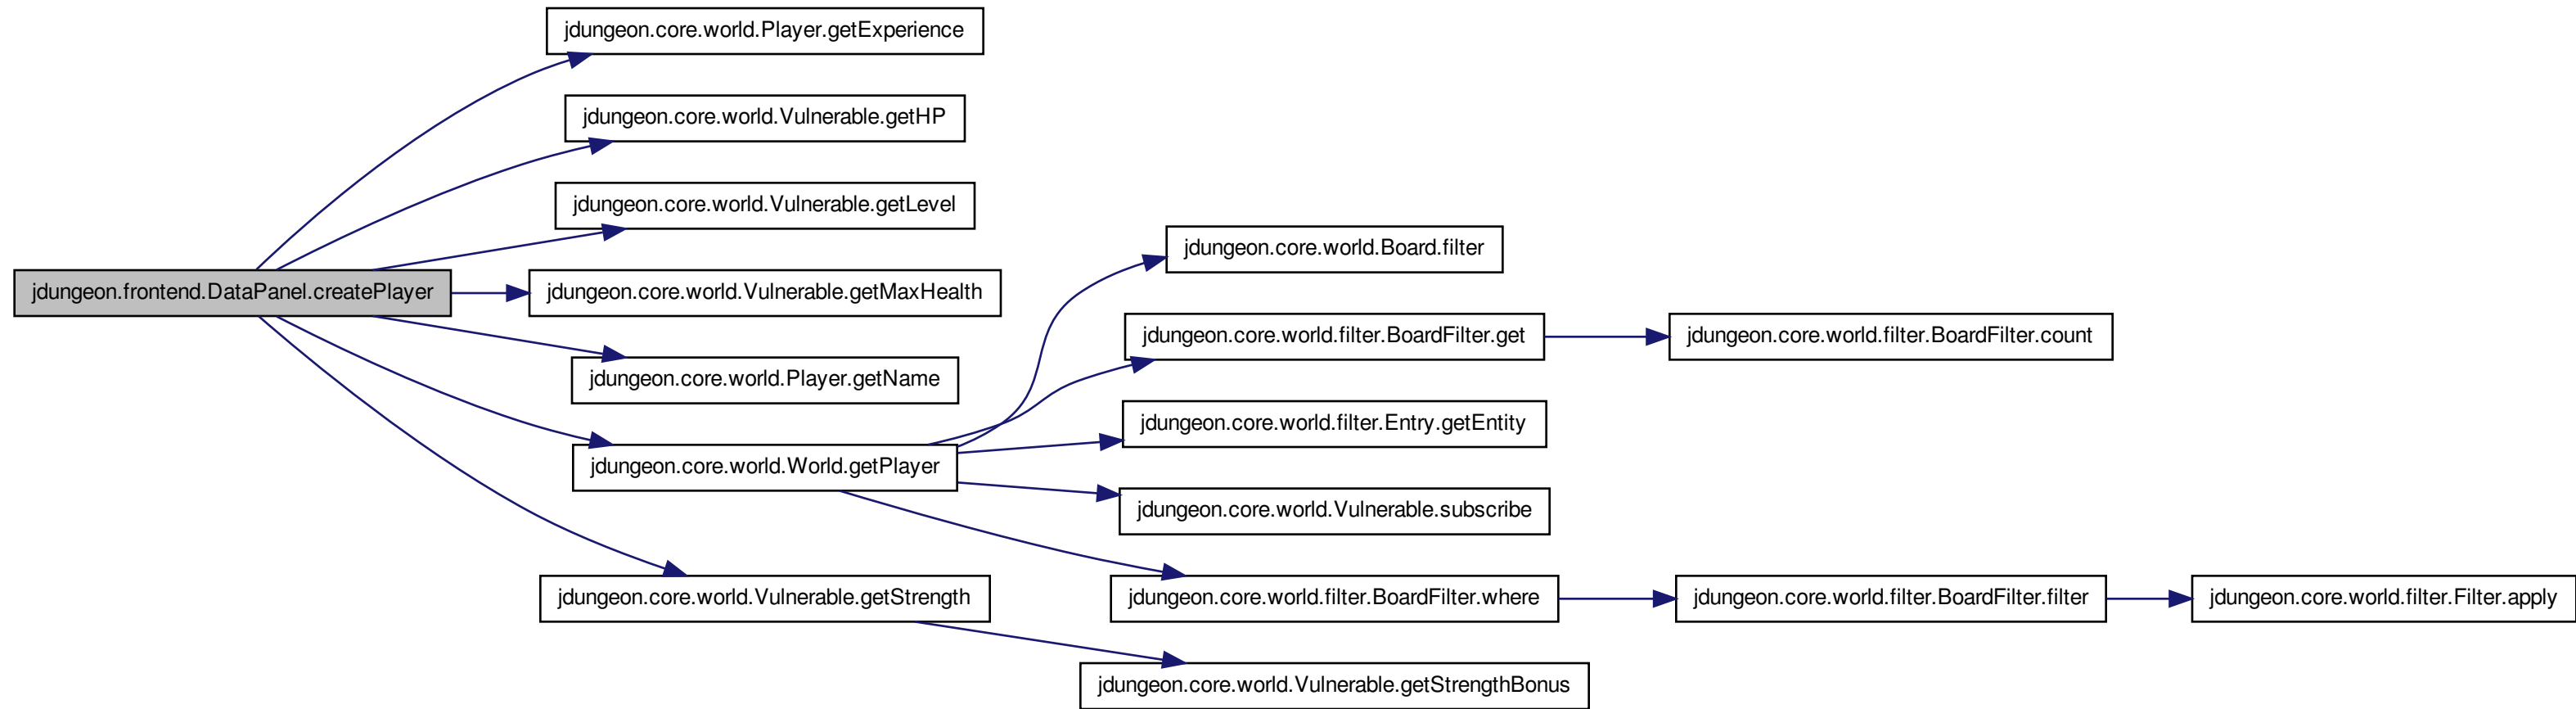 jdungeon.core.world.Player.getExperience
jdungeon.core.world.Vulnerable.getHP
jdungeon.core.world.Vulnerable.getLevel
jdungeon.core.world.Board.filter
jdungeon.frontend.DataPanel.createPlayer
jdungeon.core.world.Vulnerable.getMaxHealth
jdungeon.core.world.filter.BoardFilter.get
jdungeon.core.world.filter.BoardFilter.count
jdungeon.core.world.Player.getName
jdungeon.core.world.filter.Entry.getEntity
jdungeon.core.world.World.getPlayer
jdungeon.core.world.Vulnerable.subscribe
jdungeon.core.world.Vulnerable.getStrength
jdungeon.core.world.filter.BoardFilter.where
jdungeon.core.world.filter.BoardFilter.filter
jdungeon.core.world.filter.Filter.apply
jdungeon.core.world.Vulnerable.getStrengthBonus